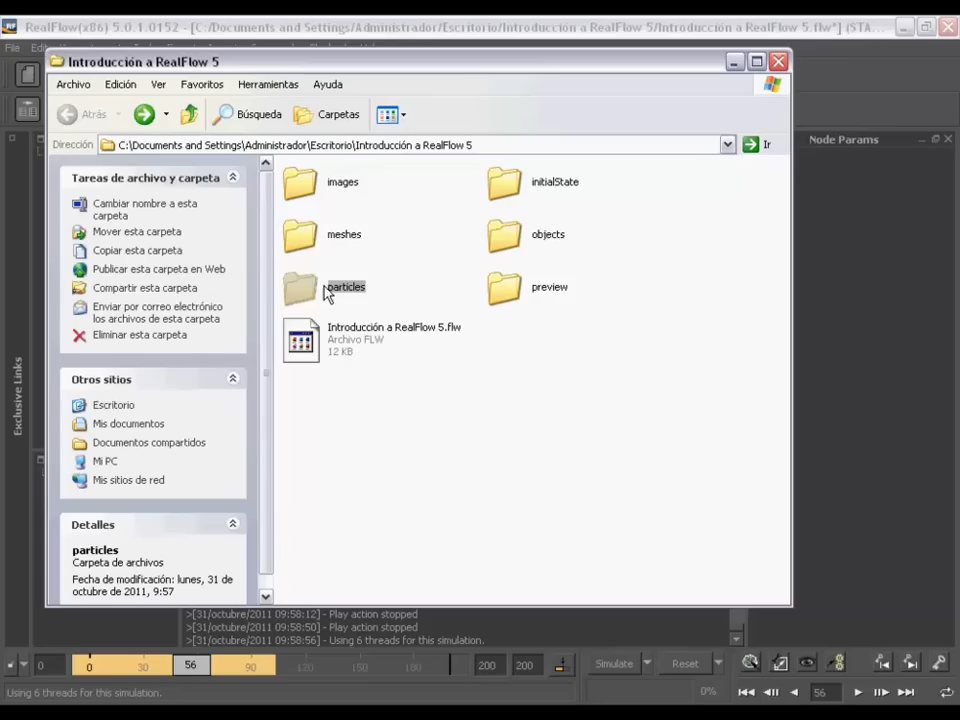 RealFlow(x86) 5.0.1.0152 - [C:/Documents and Settings/Administrador/Escritorio/Introducción a RealFlow 5/Introducción a RealFlow 5.flw*] (STA...
File
Introducción a RealFlow 5
Archivo Edición Ver Favoritos Herramientas Ayuda
Atrás Búsqueda Carpetas
Dirección C:\Documents and Settings\Administrador\Escritorio\Introducción a RealFlow 5 Ir
Node Params
Tareas de archivo y carpeta
Cambiar nombre a esta
carpeta
Mover esta carpeta
Copiar esta carpeta
Publicar esta carpeta en Web
Compartir esta carpeta
Enviar por correo electrónico
los archivos de esta carpeta
Eliminar esta carpeta
Otros sitios
Escritorio
Mis documentos
Documentos compartidos
Mi PC
Mis sitios de red
Detalles
particles
Carpeta de archivos
Fecha de modificación: lunes, 31 de
octubre de 2011, 9:57
images initialState
meshes objects
particles preview
Introducción a RealFlow 5.flw
Archivo FLW
12 KB
Exclusive Links
>[31/octubre/2011 09:58:12] - Play action stopped
>[31/octubre/2011 09:58:50] - Play action stopped
>[31/octubre/2011 09:58:56] - Using 6 threads for this simulation.
0 0 30 56 90 120 150 180 200 200 Simulate Reset
Using 6 threads for this simulation. 0% 56